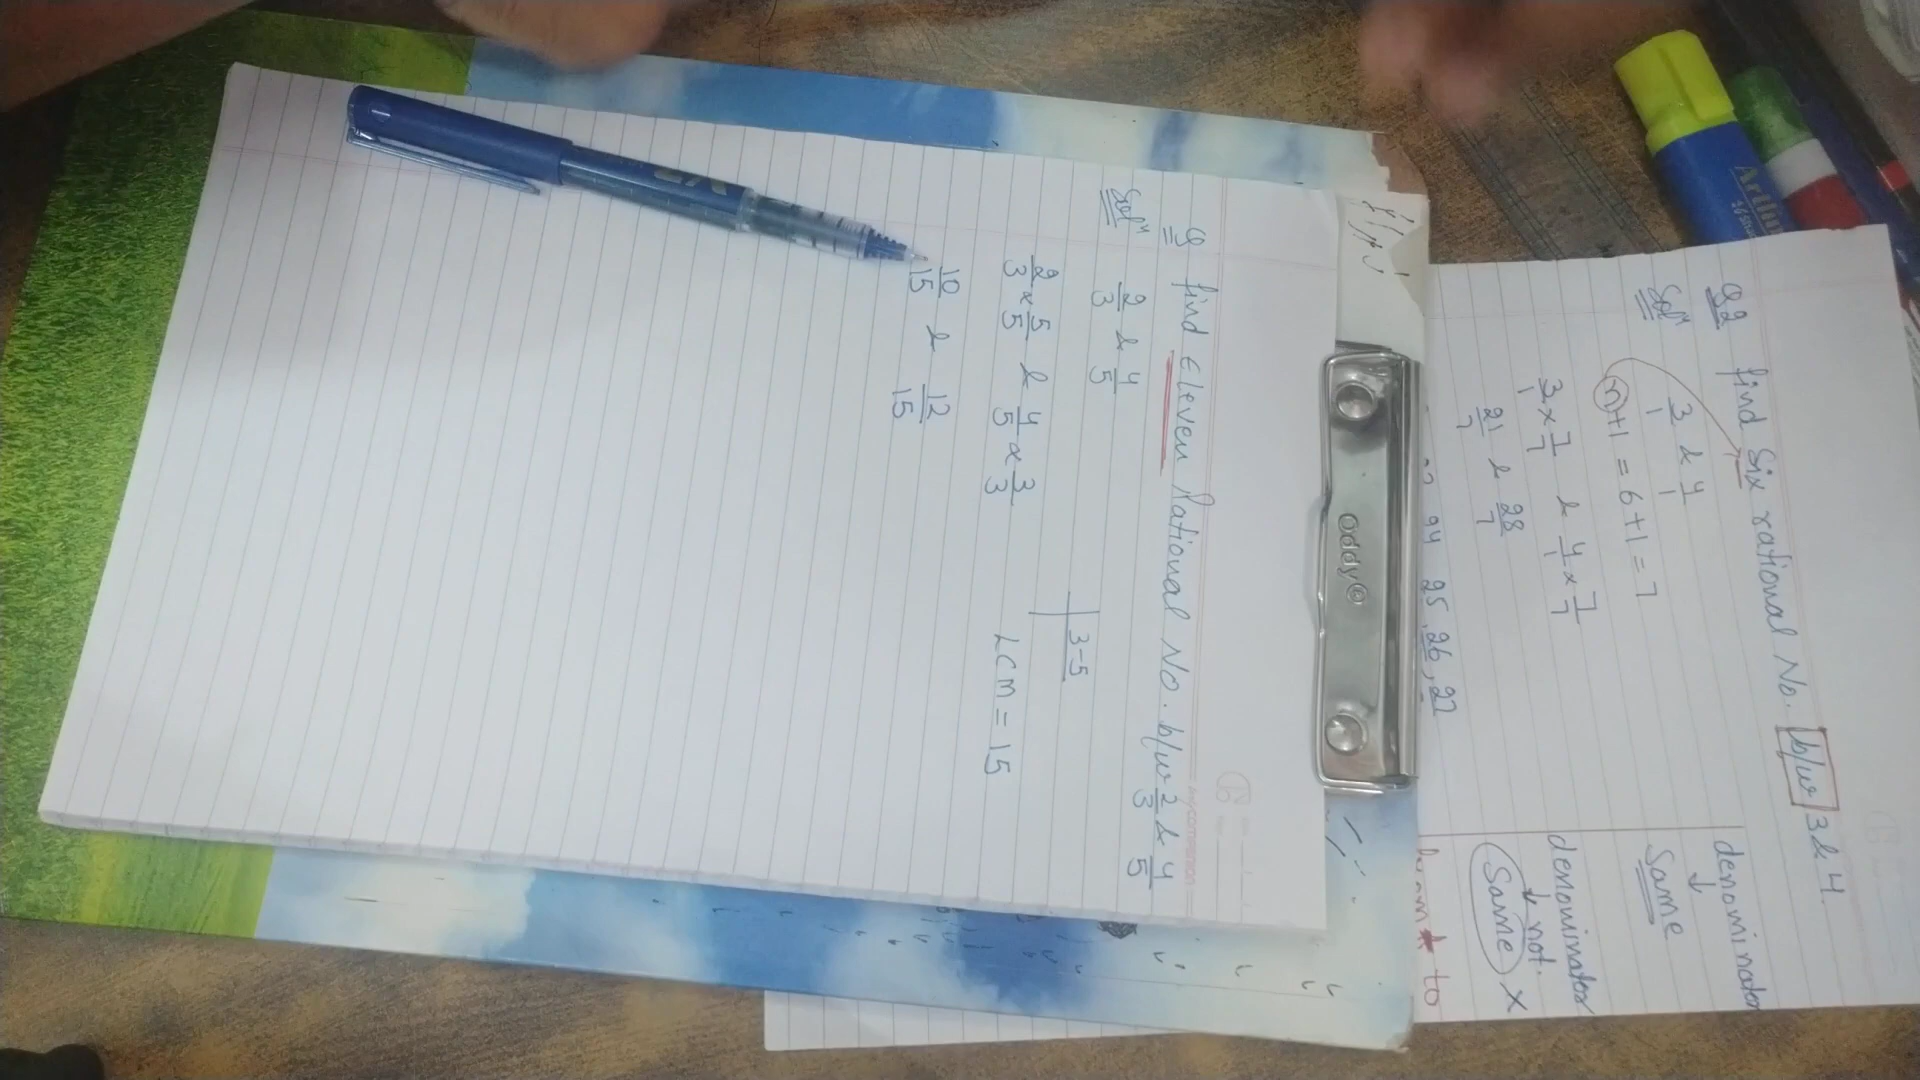 Q find Eleven Rational No. b/w 2/3 & 4/5
Solⁿ 2/3 & 4/5
3-5
2/3 × 5/5 & 4/5 × 3/3
LCM = 15
10/15 & 12/15
Oddy
Q2 find Six rational No. b/w 3 & 4.
Solⁿ 3/1 & 4/1
n+1 = 6+1 = 7
3/1 × 7/7 & 4/1 × 7/7
21/7 & 28/7
24 25, 26, 27
denominator
↓
Same
denominator
↓ not.
Same X
to
Artline